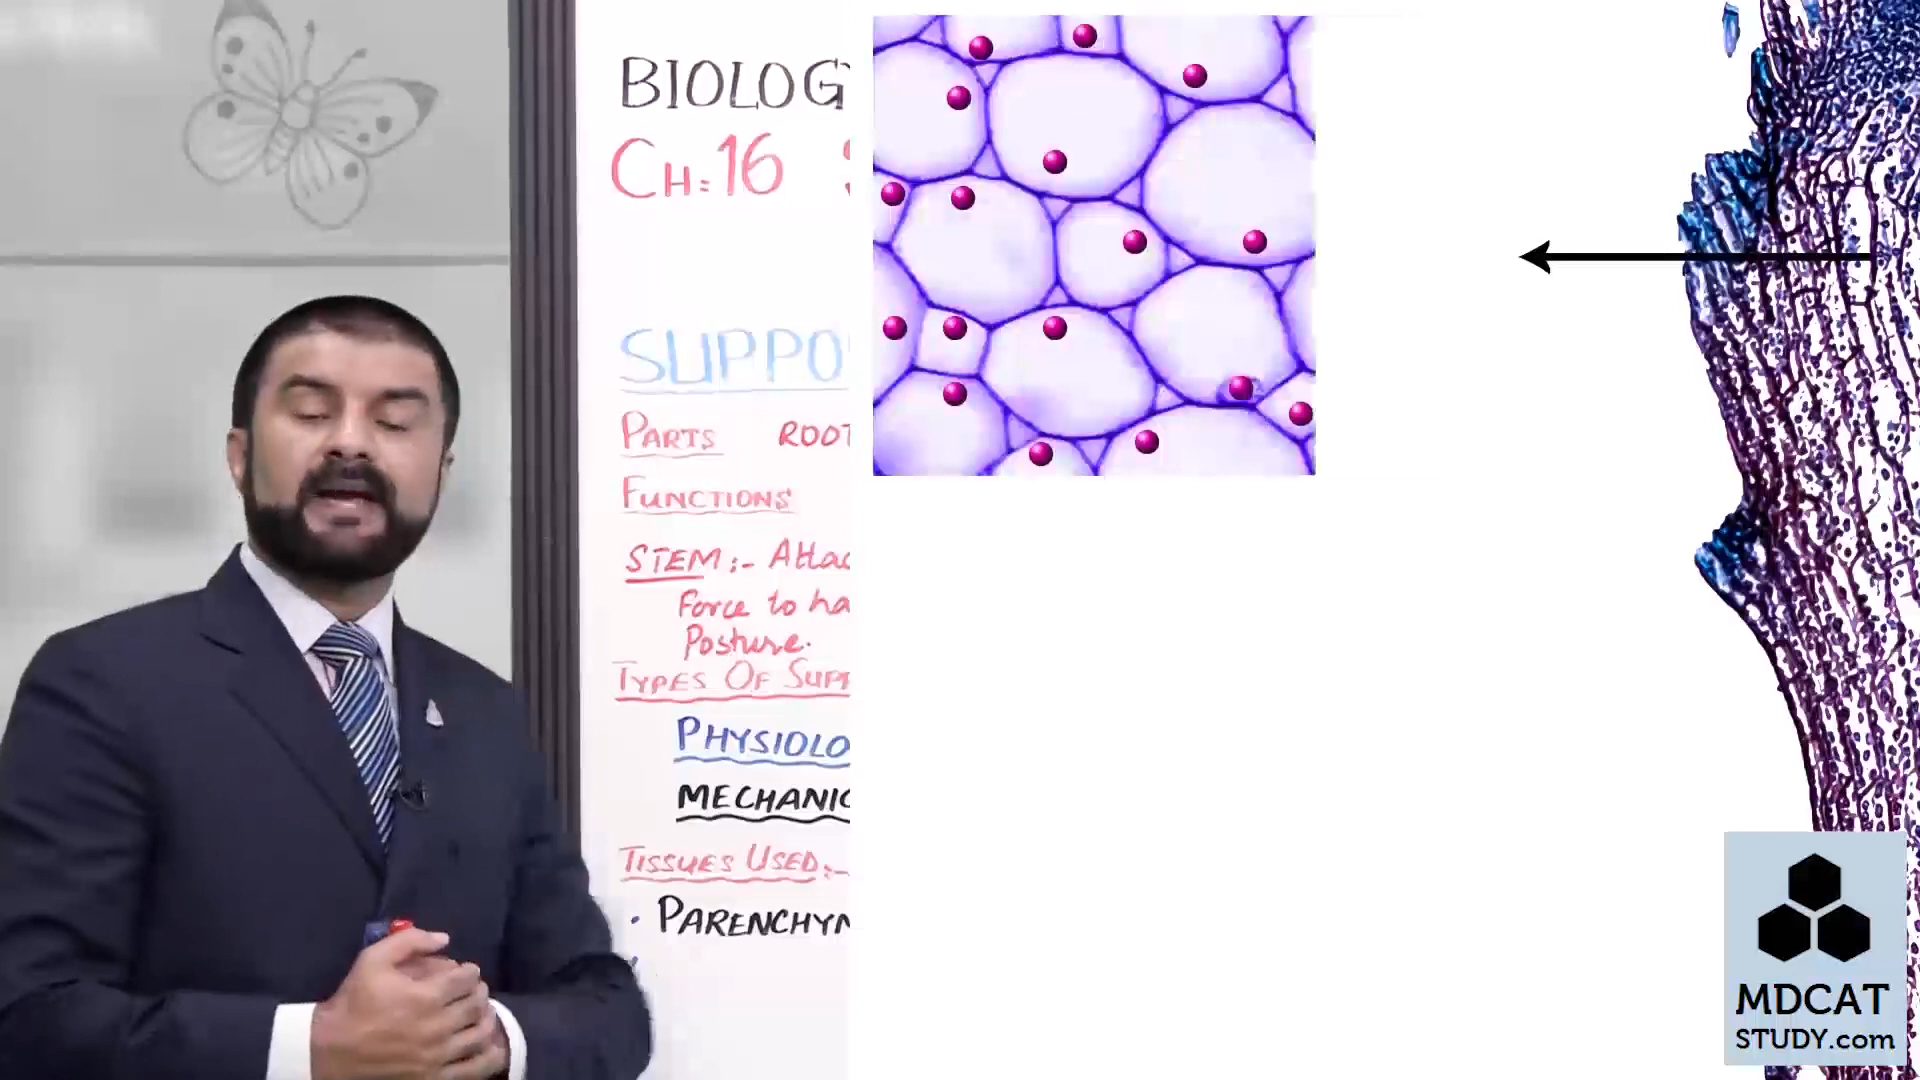 BIOLOG
CH:16
SUPPO
PARTS ROOT
FUNCTIONS
STEM:- Attac
Force to ha
Posture.
TYPES OF SUPP
PHYSIOLO
MECHANIC
TISSUES USED:-
• PARENCHYM
MDCAT
STUDY.com